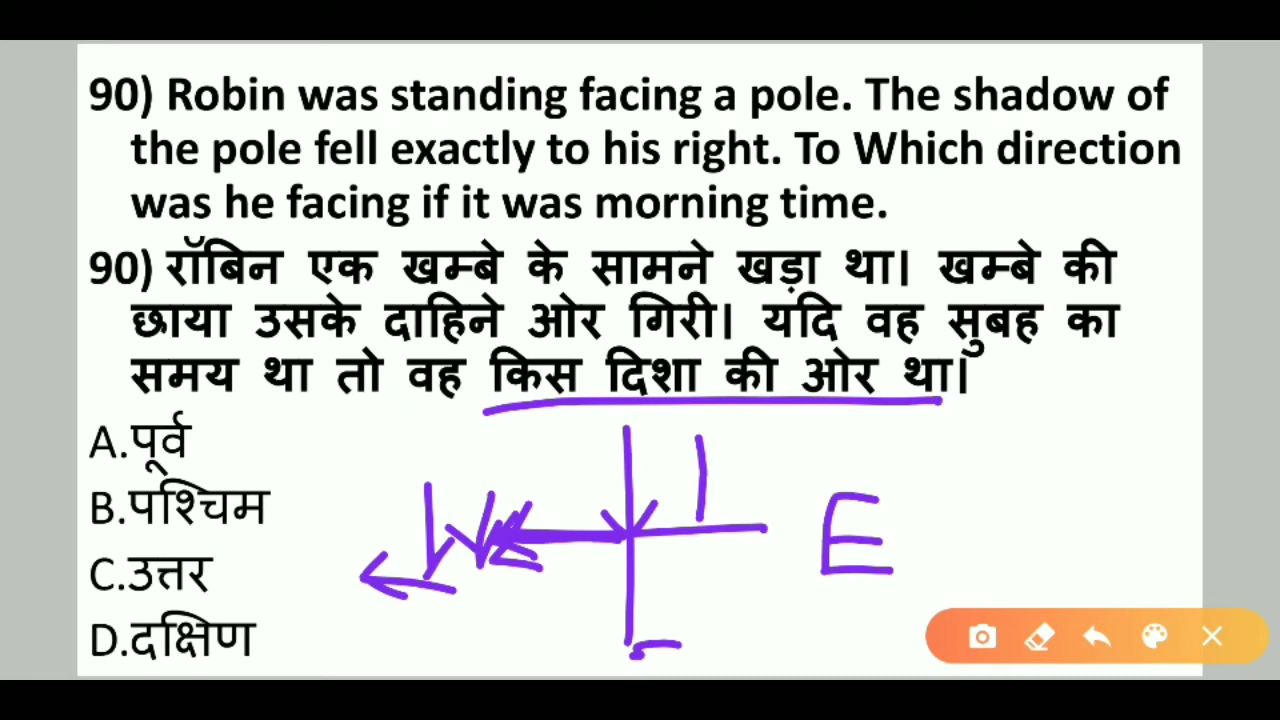 90) Robin was standing facing a pole. The shadow of
the pole fell exactly to his right. To Which direction
was he facing if it was morning time.
90) रॉबिन एक खम्बे के सामने खड़ा था। खम्बे की
छाया उसके दाहिने ओर गिरी। यदि वह सुबह का
समय था तो वह किस दिशा की ओर था।
A.पूर्व
B.पश्चिम
C.उत्तर
D.दक्षिण
W E